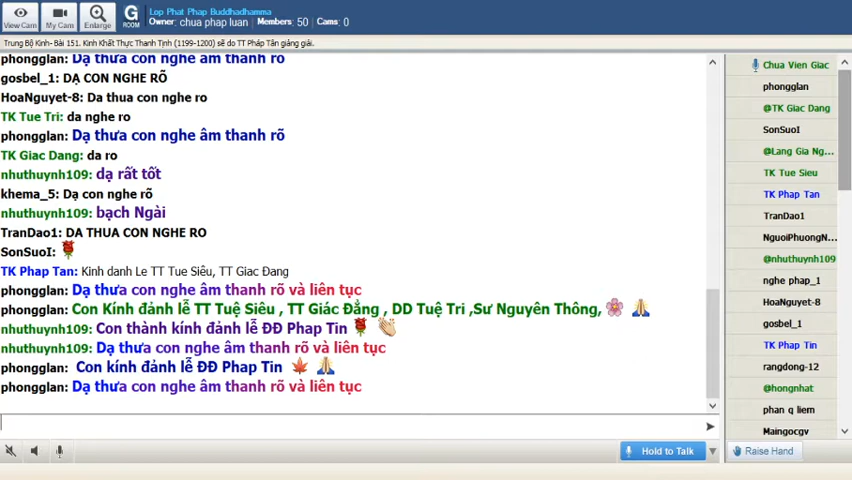 Lop Phat Phap Buddhadhamma
Owner: chua phap luan Members: 50 Cams: 0
View Cam My Cam Enlarge G ROOM
Trung Bộ Kinh- Bài 151. Kinh Khất Thực Thanh Tịnh (1199-1200) sẽ do TT Pháp Tân giảng giải.
phongglan: Dạ thưa con nghe âm thanh rõ
gosbel_1: DẠ CON NGHE RÕ
HoaNguyet-8: Da thua con nghe ro
TK Tue Tri: da nghe ro
phongglan: Dạ thưa con nghe âm thanh rõ
TK Giac Dang: da ro
nhuthuynh109: dạ rất tốt
khema_5: Dạ con nghe rõ
nhuthuynh109: bạch Ngài
TranDao1: DA THUA CON NGHE RO
SonSuoI:
TK Phap Tan: Kinh danh Le TT Tue Siêu, TT Giac Đang
phongglan: Dạ thưa con nghe âm thanh rõ và liên tục
phongglan: Con Kính đảnh lễ TT Tuệ Siêu , TT Giác Đẳng , DD Tuệ Tri ,Sư Nguyên Thông,
nhuthuynh109: Con thành kính đảnh lễ ĐĐ Phap Tin
nhuthuynh109: Dạ thưa con nghe âm thanh rõ và liên tục
phongglan: Con kính đảnh lễ ĐĐ Phap Tin
phongglan: Dạ thưa con nghe âm thanh rõ và liên tục
Hold to Talk
Chua Vien Giac
phongglan
@TK Giac Dang
SonSuoI
@Lang Gia Ng...
TK Tue Sieu
TK Phap Tan
TranDao1
NguoiPhuongN...
@nhuthuynh109
nghe phap_1
HoaNguyet-8
gosbel_1
TK Phap Tin
rangdong-12
@hongnhat
phan q liem
Maingocgv
Raise Hand